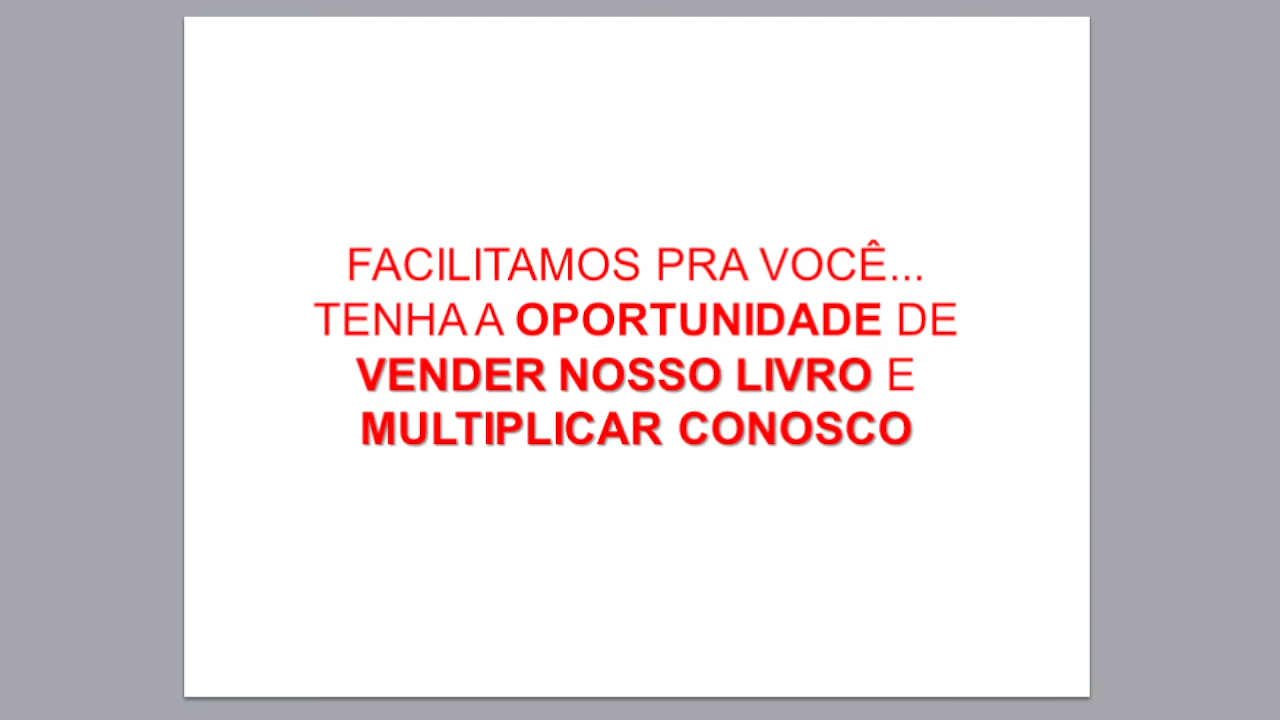 FACILITAMOS PRA VOCÊ...
TENHA A OPORTUNIDADE DE
VENDER NOSSO LIVRO E
MULTIPLICAR CONOSCO